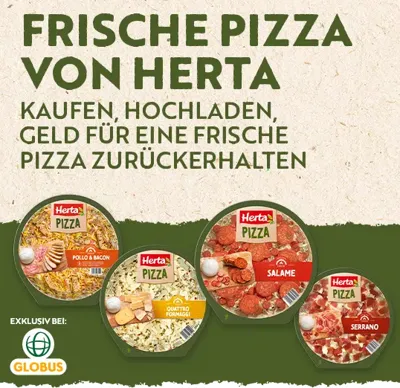 FRISCHE PIZZA
VON HERTA
KAUFEN, HOCHLADEN,
GELD FÜR EINE FRISCHE
PIZZA ZURÜCKERHALTEN
Herta
PIZZA
POLLO & BACON
Herta
PIZZA
QUATTRO
FORMAGGI
Herta
PIZZA
SALAME
Herta
PIZZA
SERRANO
EXKLUSIV BEI:
GLOBUS